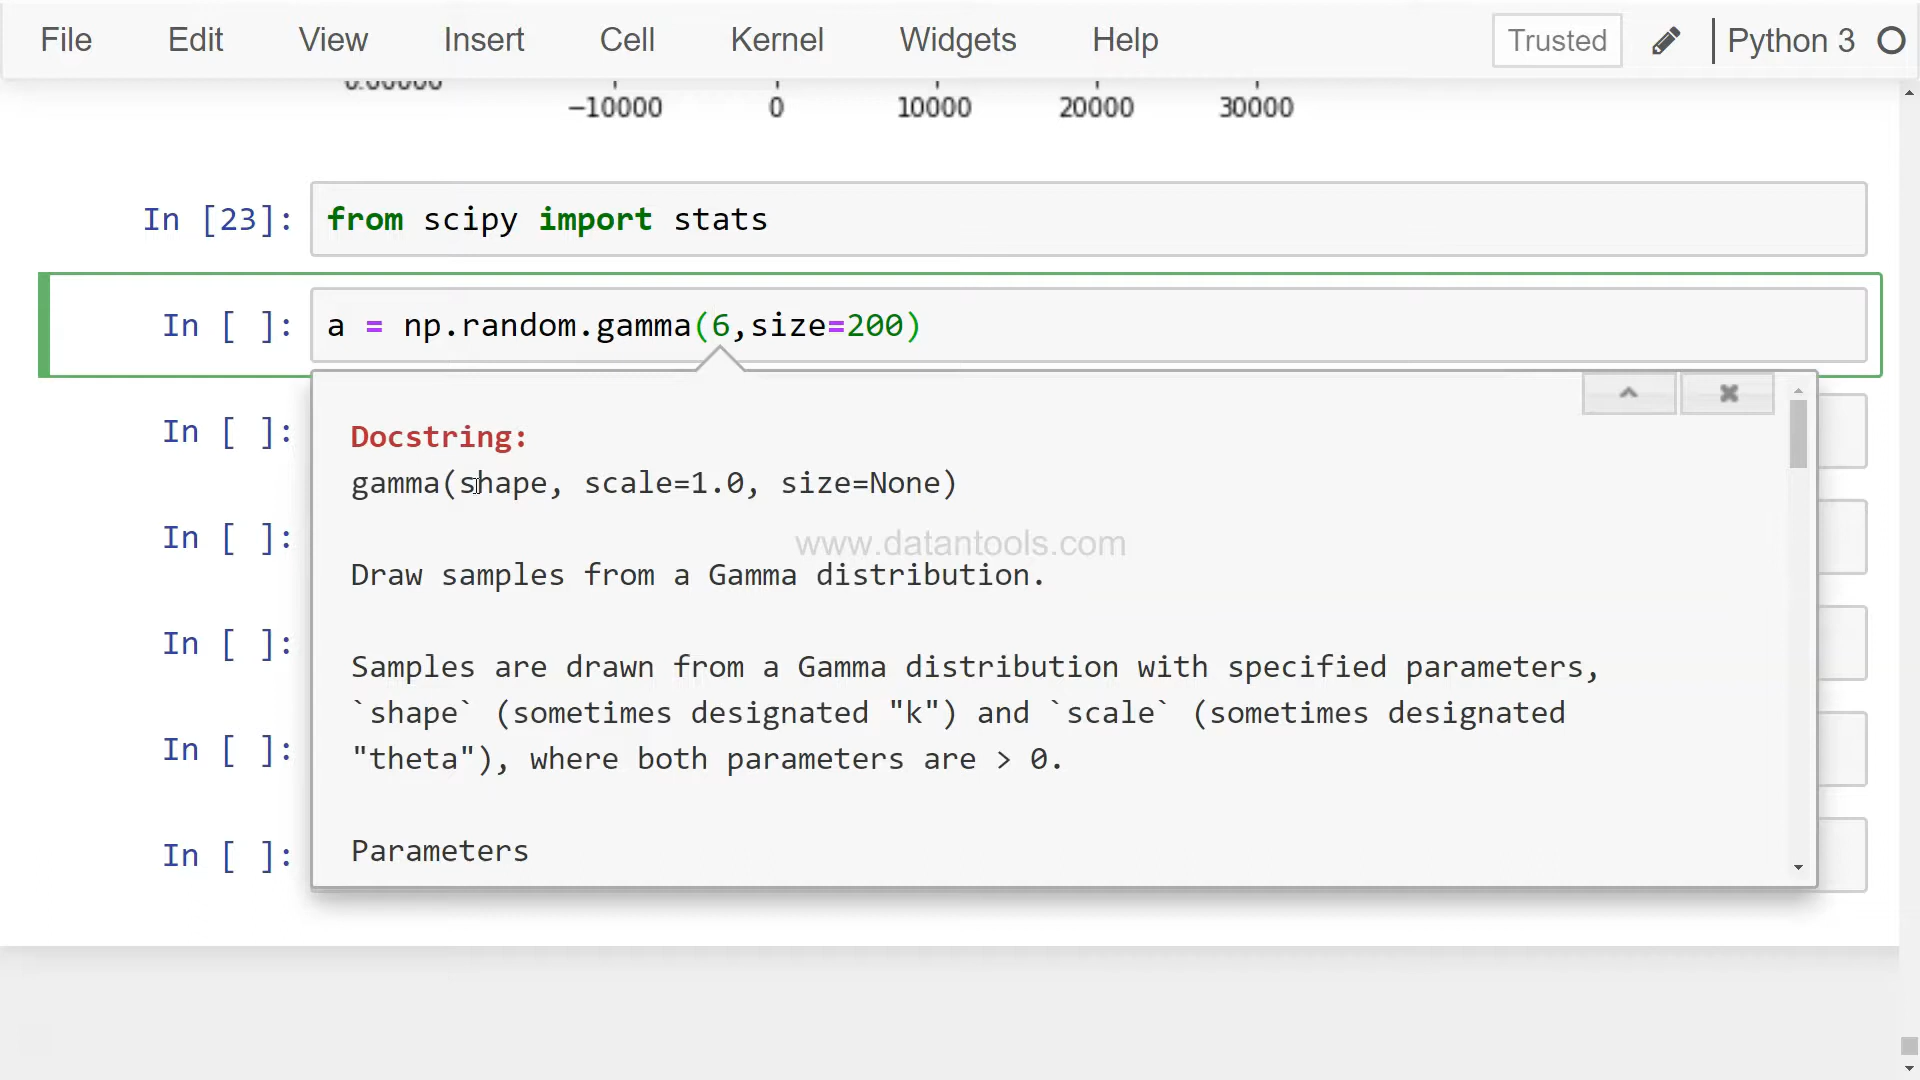 File Edit View Insert Cell Kernel Widgets Help Trusted Python 3
0.00000
−10000 0 10000 20000 30000
In [23]: from scipy import stats
In [ ]: a = np.random.gamma(6,size=200)
Docstring:
In [ ]:
gamma(shape, scale=1.0, size=None)
In [ ]:
www.datantools.com
Draw samples from a Gamma distribution.
In [ ]:
Samples are drawn from a Gamma distribution with specified parameters,
`shape` (sometimes designated "k") and `scale` (sometimes designated
In [ ]:
"theta"), where both parameters are > 0.
In [ ]:
Parameters